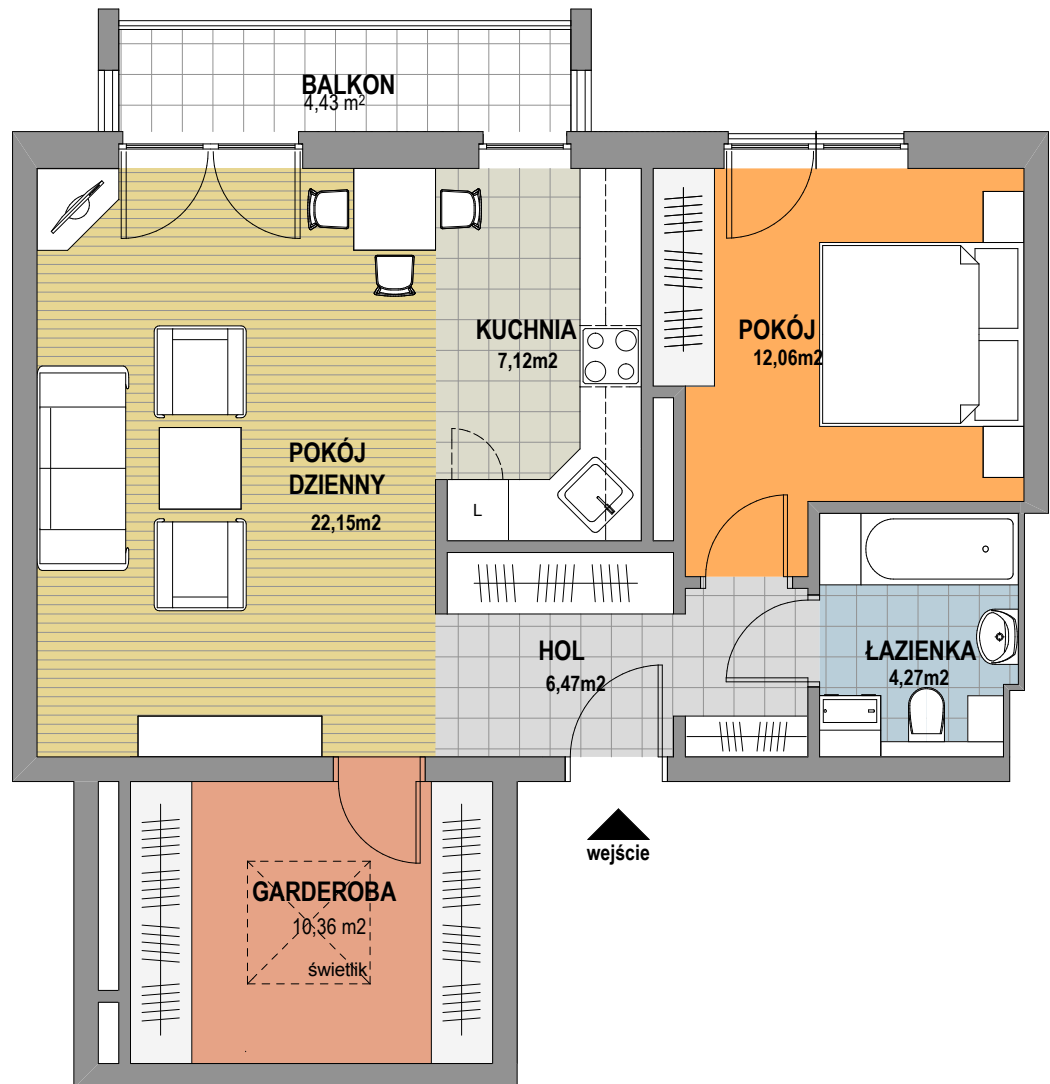 BALKON
4,43 m²
KUCHNIA
7,12m2
POKÓJ
12,06m2
POKÓJ
DZIENNY
22,15m2
L
HOL
6,47m2
ŁAZIENKA
4,27m2
wejście
GARDEROBA
10,36 m2
świetlik